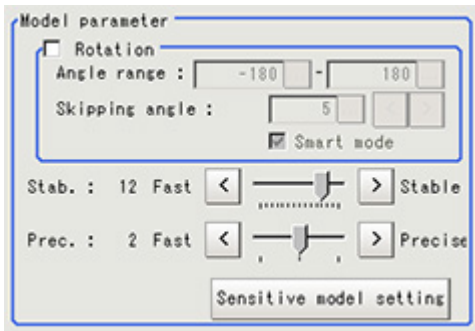 Model parameter
Rotation
Angle range : -180 - 180
Skipping angle : 5 < >
Smart mode
Stab. : 12 Fast < > Stable
Prec. : 2 Fast < > Precise
Sensitive model setting